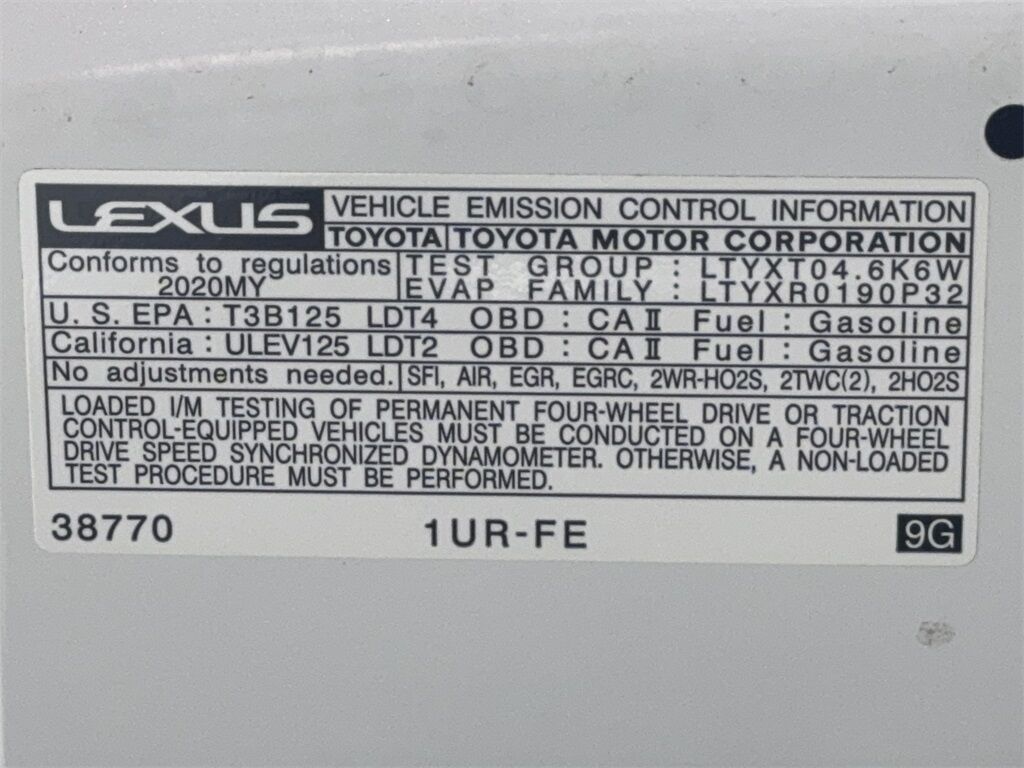 LEXUS VEHICLE EMISSION CONTROL INFORMATION
TOYOTA TOYOTA MOTOR CORPORATION
Conforms to regulations
2020MY
TEST GROUP : LTYXT04.6K6W
EVAP FAMILY : LTYXR0190P32
U. S. EPA : T3B125 LDT4 OBD : CA II Fuel : Gasoline
California : ULEV125 LDT2 OBD : CA II Fuel : Gasoline
No adjustments needed. SFI, AIR, EGR, EGRC, 2WR-HO2S, 2TWC(2), 2HO2S
LOADED I/M TESTING OF PERMANENT FOUR-WHEEL DRIVE OR TRACTION
CONTROL-EQUIPPED VEHICLES MUST BE CONDUCTED ON A FOUR-WHEEL
DRIVE SPEED SYNCHRONIZED DYNAMOMETER. OTHERWISE, A NON-LOADED
TEST PROCEDURE MUST BE PERFORMED.
38770 1UR-FE 9G